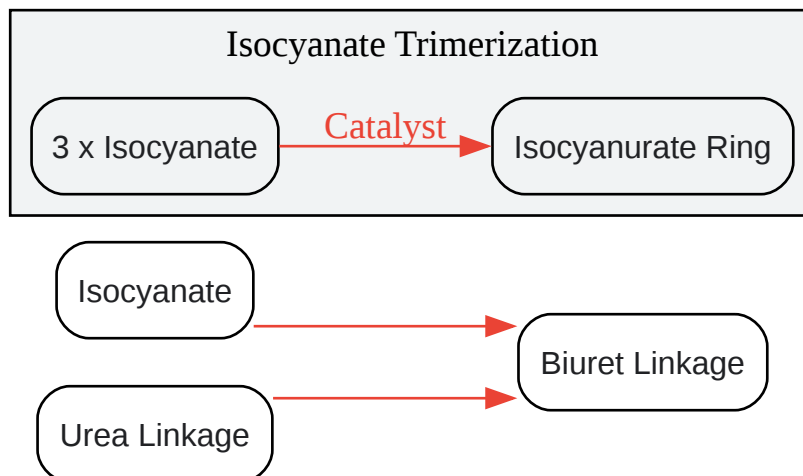 Isocyanate Trimerization
3 x Isocyanate
Catalyst
Isocyanurate Ring
Isocyanate
Biuret Linkage
Urea Linkage